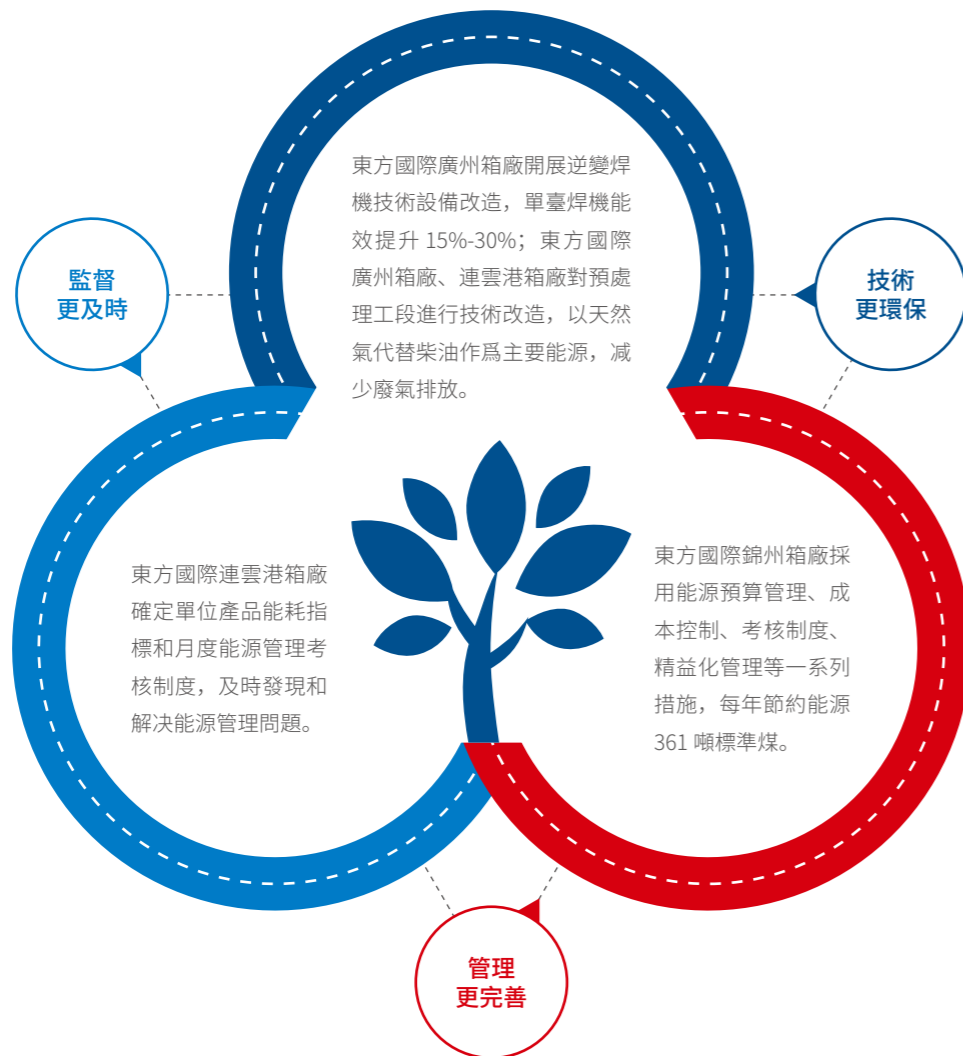 東方國際廣州箱廠開展逆變焊
機技術設備改造，單臺焊機能
效提升 15%-30%；東方國際
廣州箱廠、連雲港箱廠對預處
理工段進行技術改造，以天然
氣代替柴油作爲主要能源，减
少廢氣排放。
監督
更及時
技術
更環保
東方國際連雲港箱廠
確定單位產品能耗指
標和月度能源管理考
核制度，及時發現和
解决能源管理問題。
東方國際錦州箱廠採
用能源預算管理、成
本控制、考核制度、
精益化管理等一系列
措施，每年節約能源
361 噸標準煤。
管理
更完善